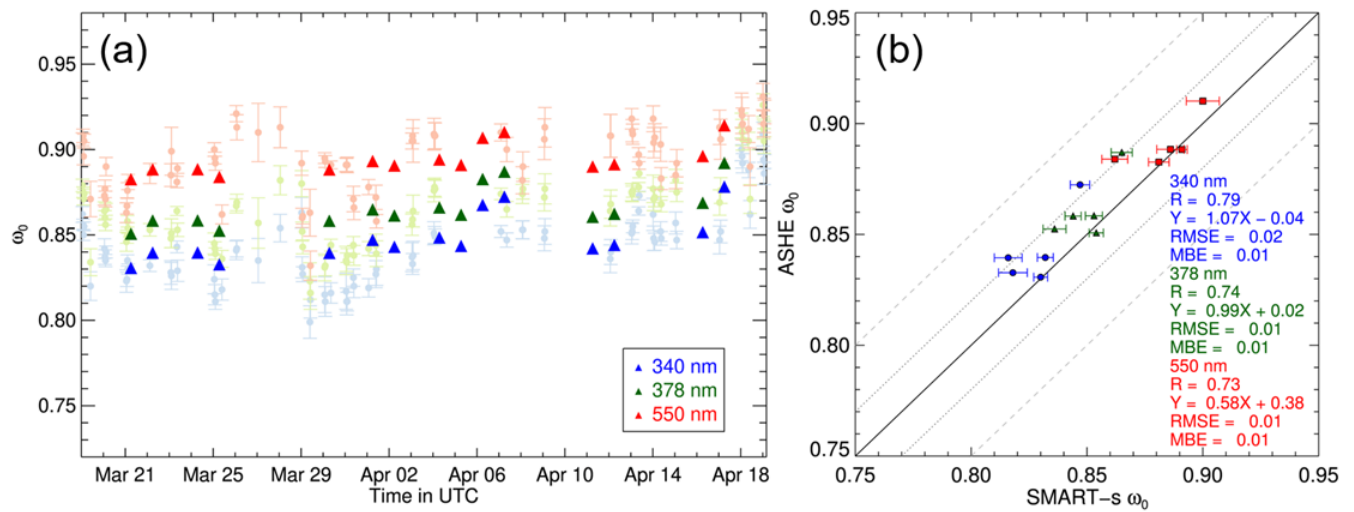 (a)
0.95
0.90
0.85
0.80
0.75
ω₀
340 nm
378 nm
550 nm
Mar 21 Mar 25 Mar 29 Apr 02 Apr 06 Apr 10 Apr 14 Apr 18
Time in UTC
(b)
0.95
0.90
0.85
0.80
0.75
ASHE ω₀
340 nm
R = 0.79
Y = 1.07X − 0.04
RMSE = 0.02
MBE = 0.01
378 nm
R = 0.74
Y = 0.99X + 0.02
RMSE = 0.01
MBE = 0.01
550 nm
R = 0.73
Y = 0.58X + 0.38
RMSE = 0.01
MBE = 0.01
0.75 0.80 0.85 0.90 0.95
SMART−s ω₀